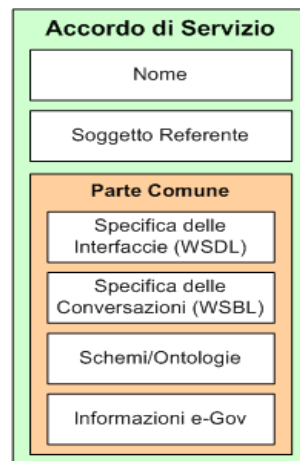 Accordo di Servizio
Nome
Soggetto Referente
Parte Comune
Specifica delle
Interfaccie (WSDL)
Specifica delle
Conversazioni (WSBL)
Schemi/Ontologie
Informazioni e-Gov